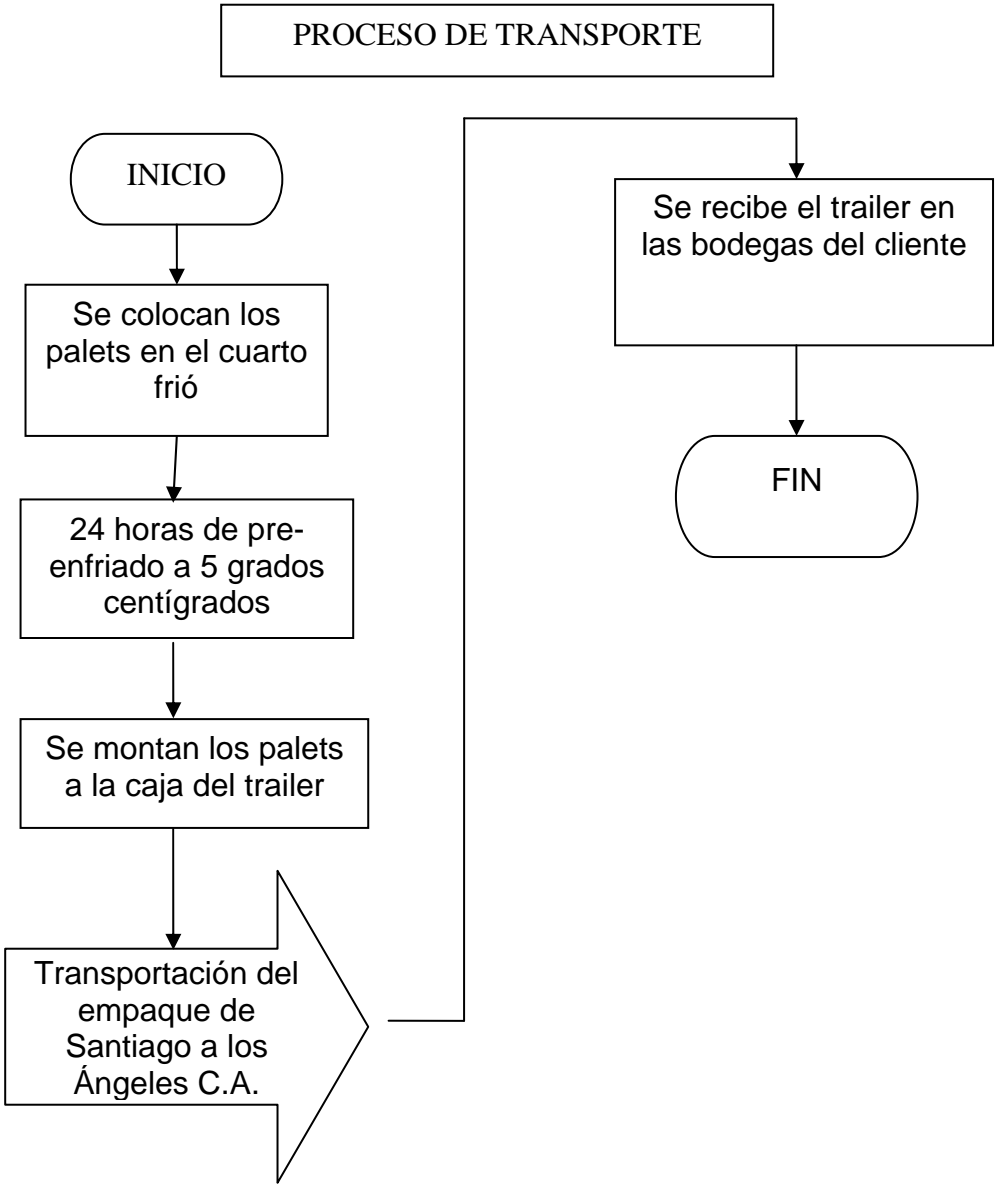 PROCESO DE TRANSPORTE
INICIO
Se colocan los
palets en el cuarto
frió
24 horas de pre-
enfriado a 5 grados
centígrados
Se montan los palets
a la caja del trailer
Transportación del
empaque de
Santiago a los
Ángeles C.A.
Se recibe el trailer en
las bodegas del cliente
FIN